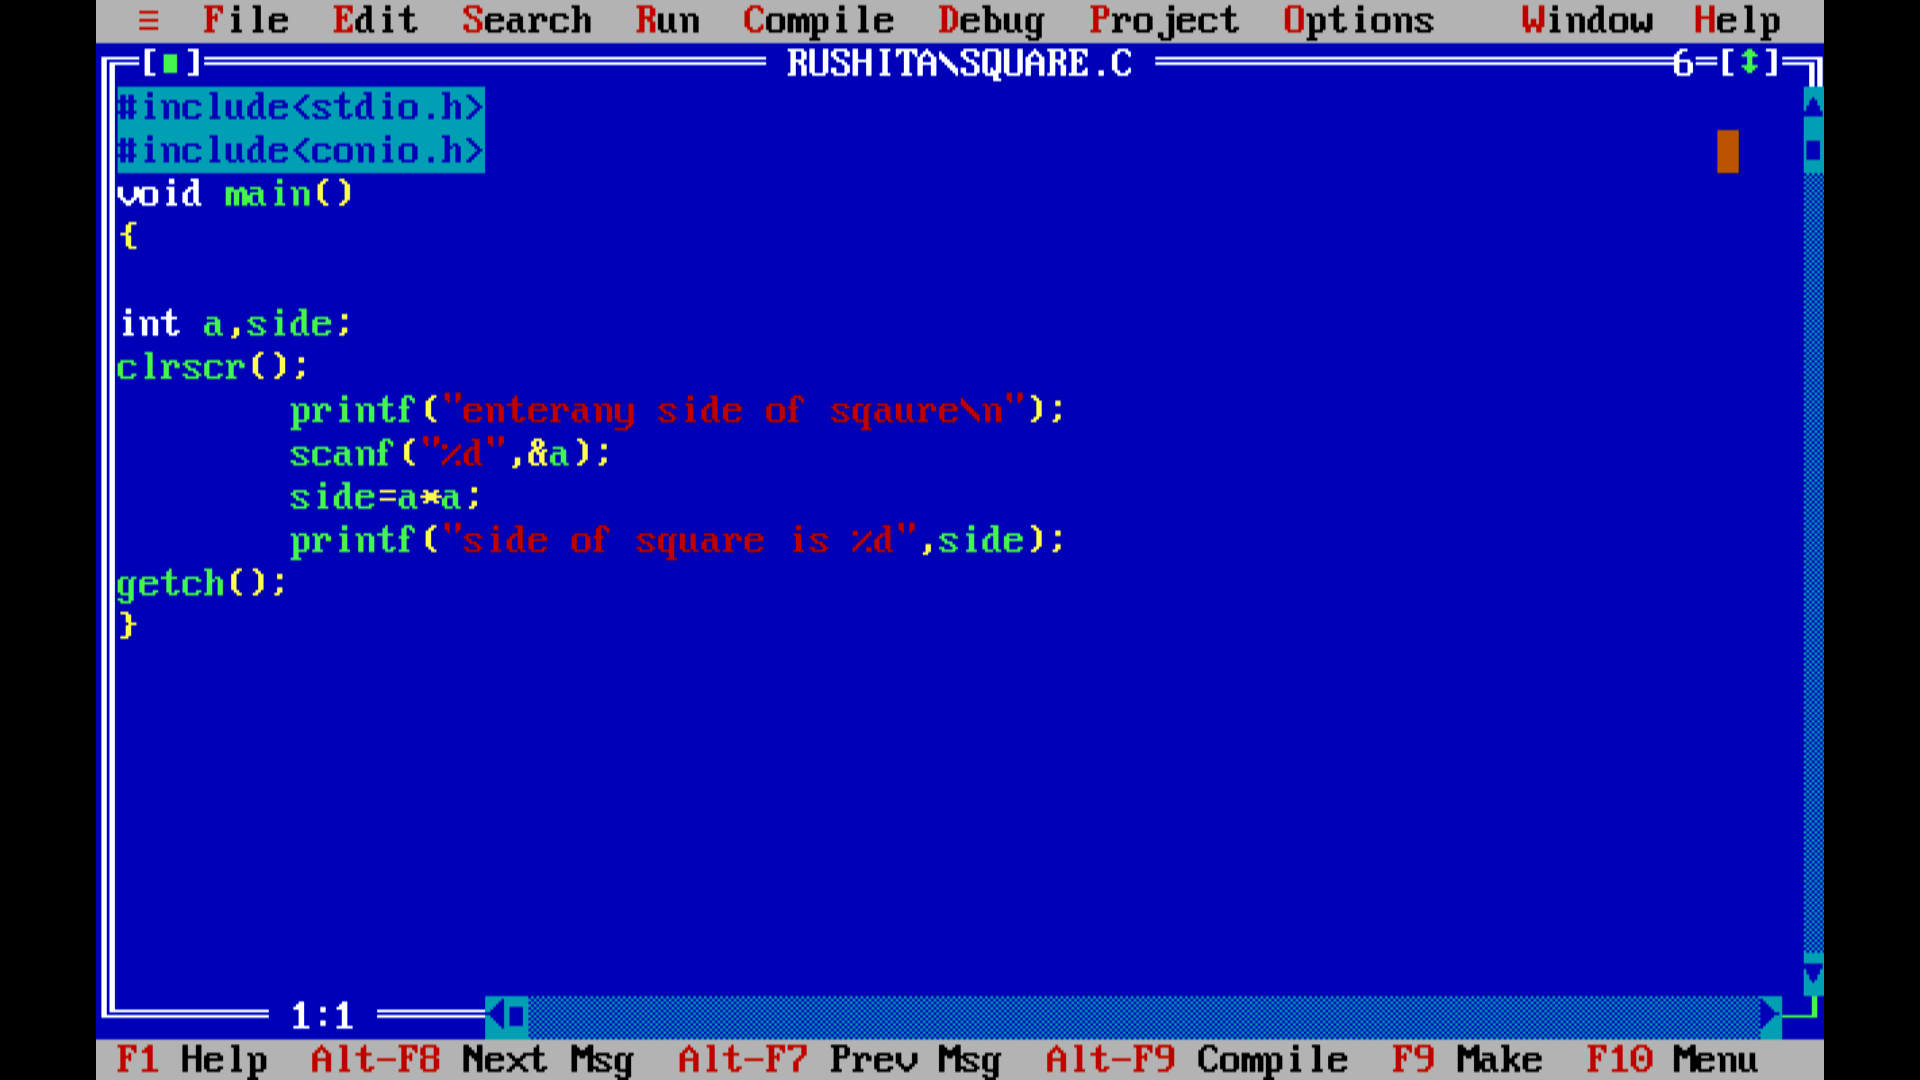 ≡ File Edit Search Run Compile Debug Project Options Window Help
[■] RUSHITA\SQUARE.C 6=[↕]
#include<stdio.h>
#include<conio.h>
void main()
{
int a,side;
clrscr();
printf("enterany side of sqaure\n");
scanf("%d",&a);
side=a*a;
printf("side of square is %d",side);
getch();
}
1:1
F1 Help Alt-F8 Next Msg Alt-F7 Prev Msg Alt-F9 Compile F9 Make F10 Menu